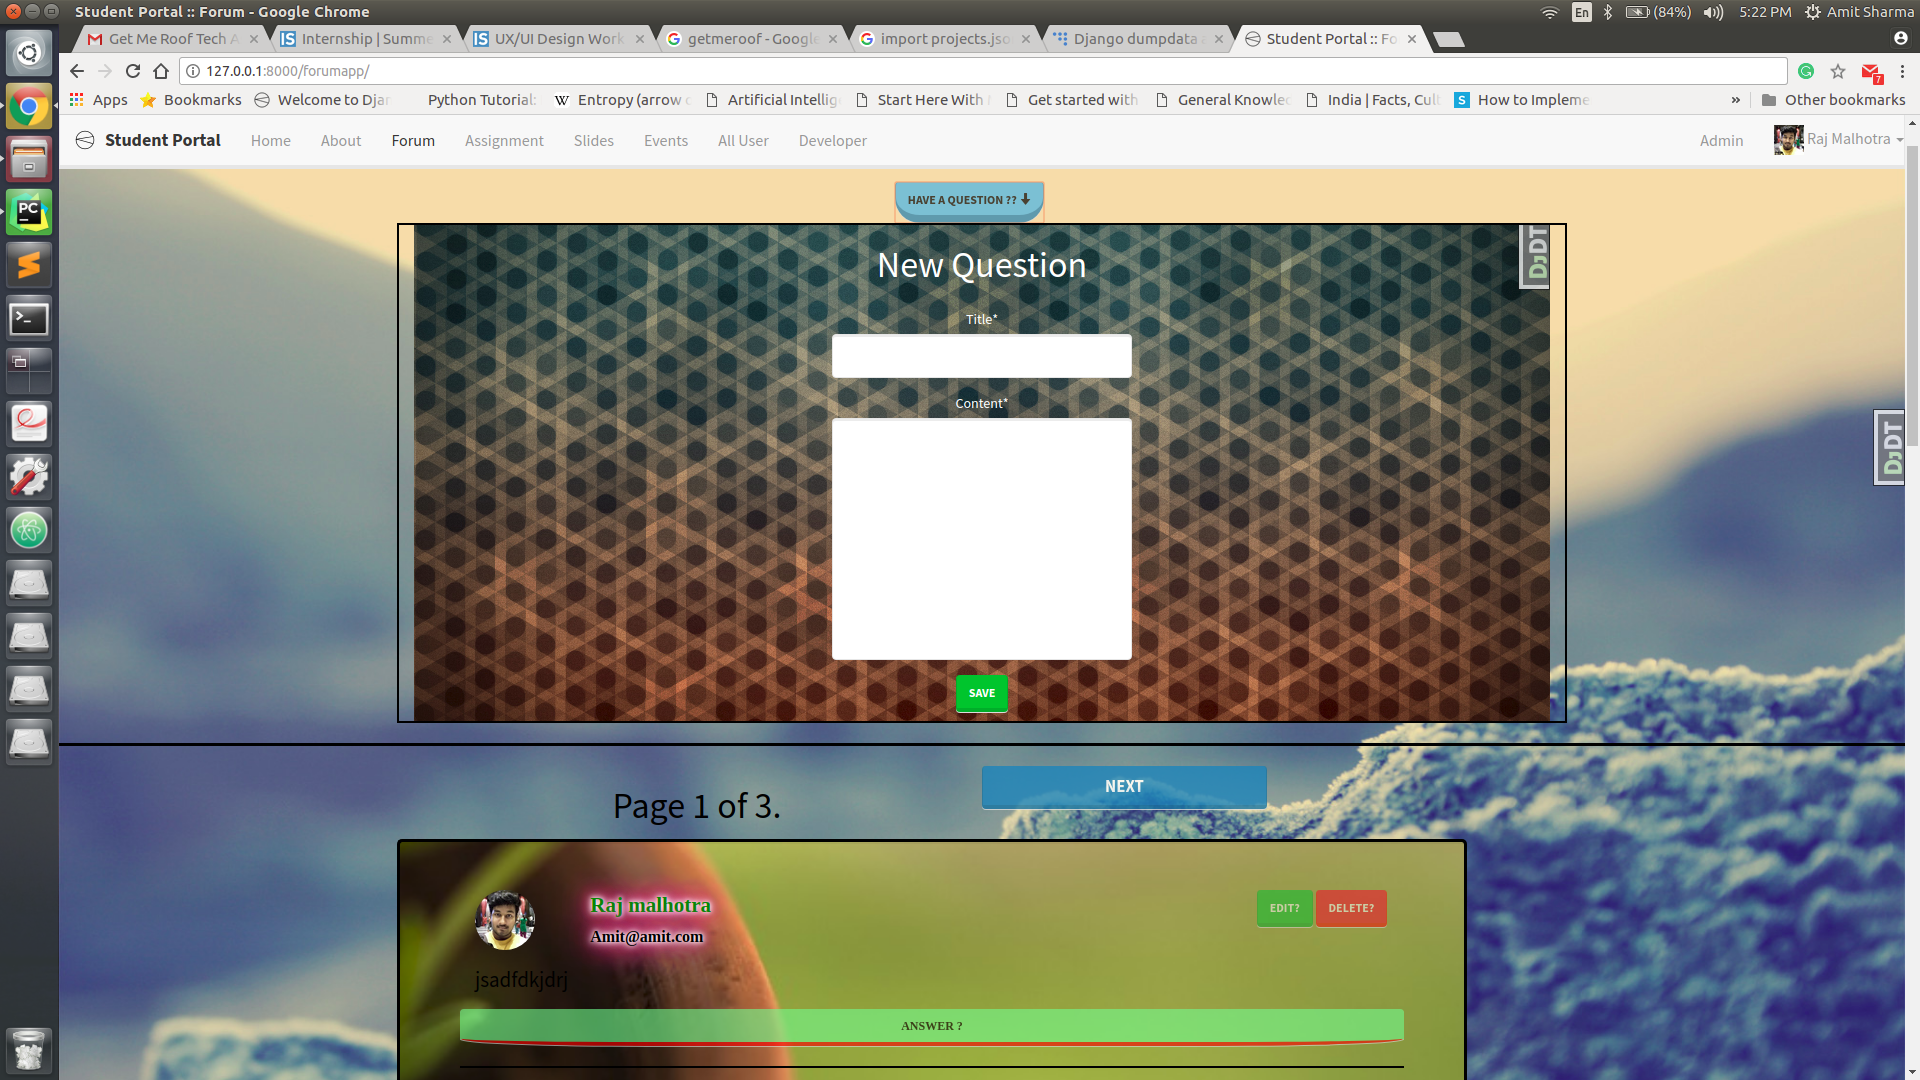 Student Portal :: Forum - Google Chrome
En (84%) 5:22 PM Amit Sharma
Get Me Roof Tech Internship | Summe UX/UI Design Work getmeroof - Google import projects.jso Django dumpdata Student Portal :: Fo
127.0.0.1:8000/forumapp/
7
Apps Bookmarks Welcome to Djan Python Tutorial: W Entropy (arrow o Artificial Intellig Start Here With Get started with General Knowlec India | Facts, Cult S How to Impleme » Other bookmarks
Student Portal Home About Forum Assignment Slides Events All User Developer Admin Raj Malhotra
PC
HAVE A QUESTION ??
DJDT
New Question
Title*
Content*
DJDT
SAVE
NEXT
Page 1 of 3.
Raj malhotra
EDIT? DELETE?
Amit@amit.com
jsadfdkjdrj
ANSWER ?